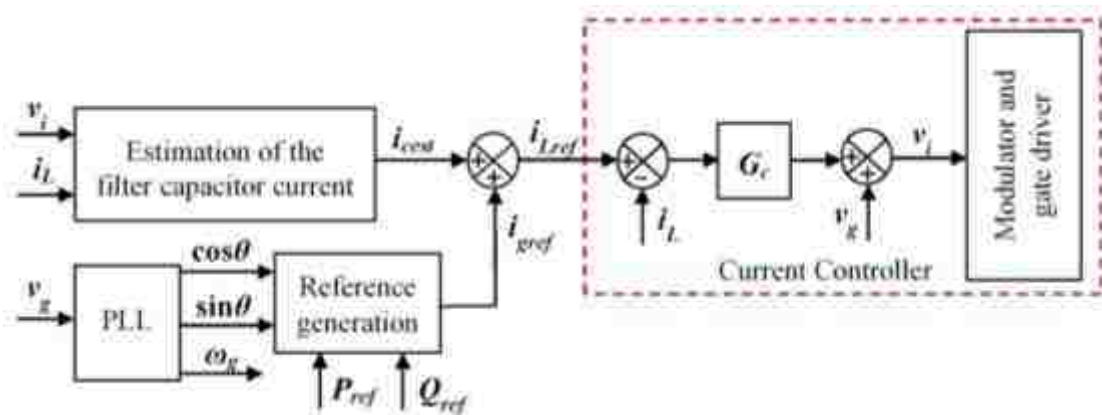 v_i
i_L
Estimation of the
filter capacitor current
i_cest
+
+
i_Lref
i_gref
+
-
i_L
G_c
+
+
v_g
v_i
Modulator and
gate driver
Current Controller
v_g
PLL
cosθ
sinθ
ω_g
Reference
generation
P_ref
Q_ref